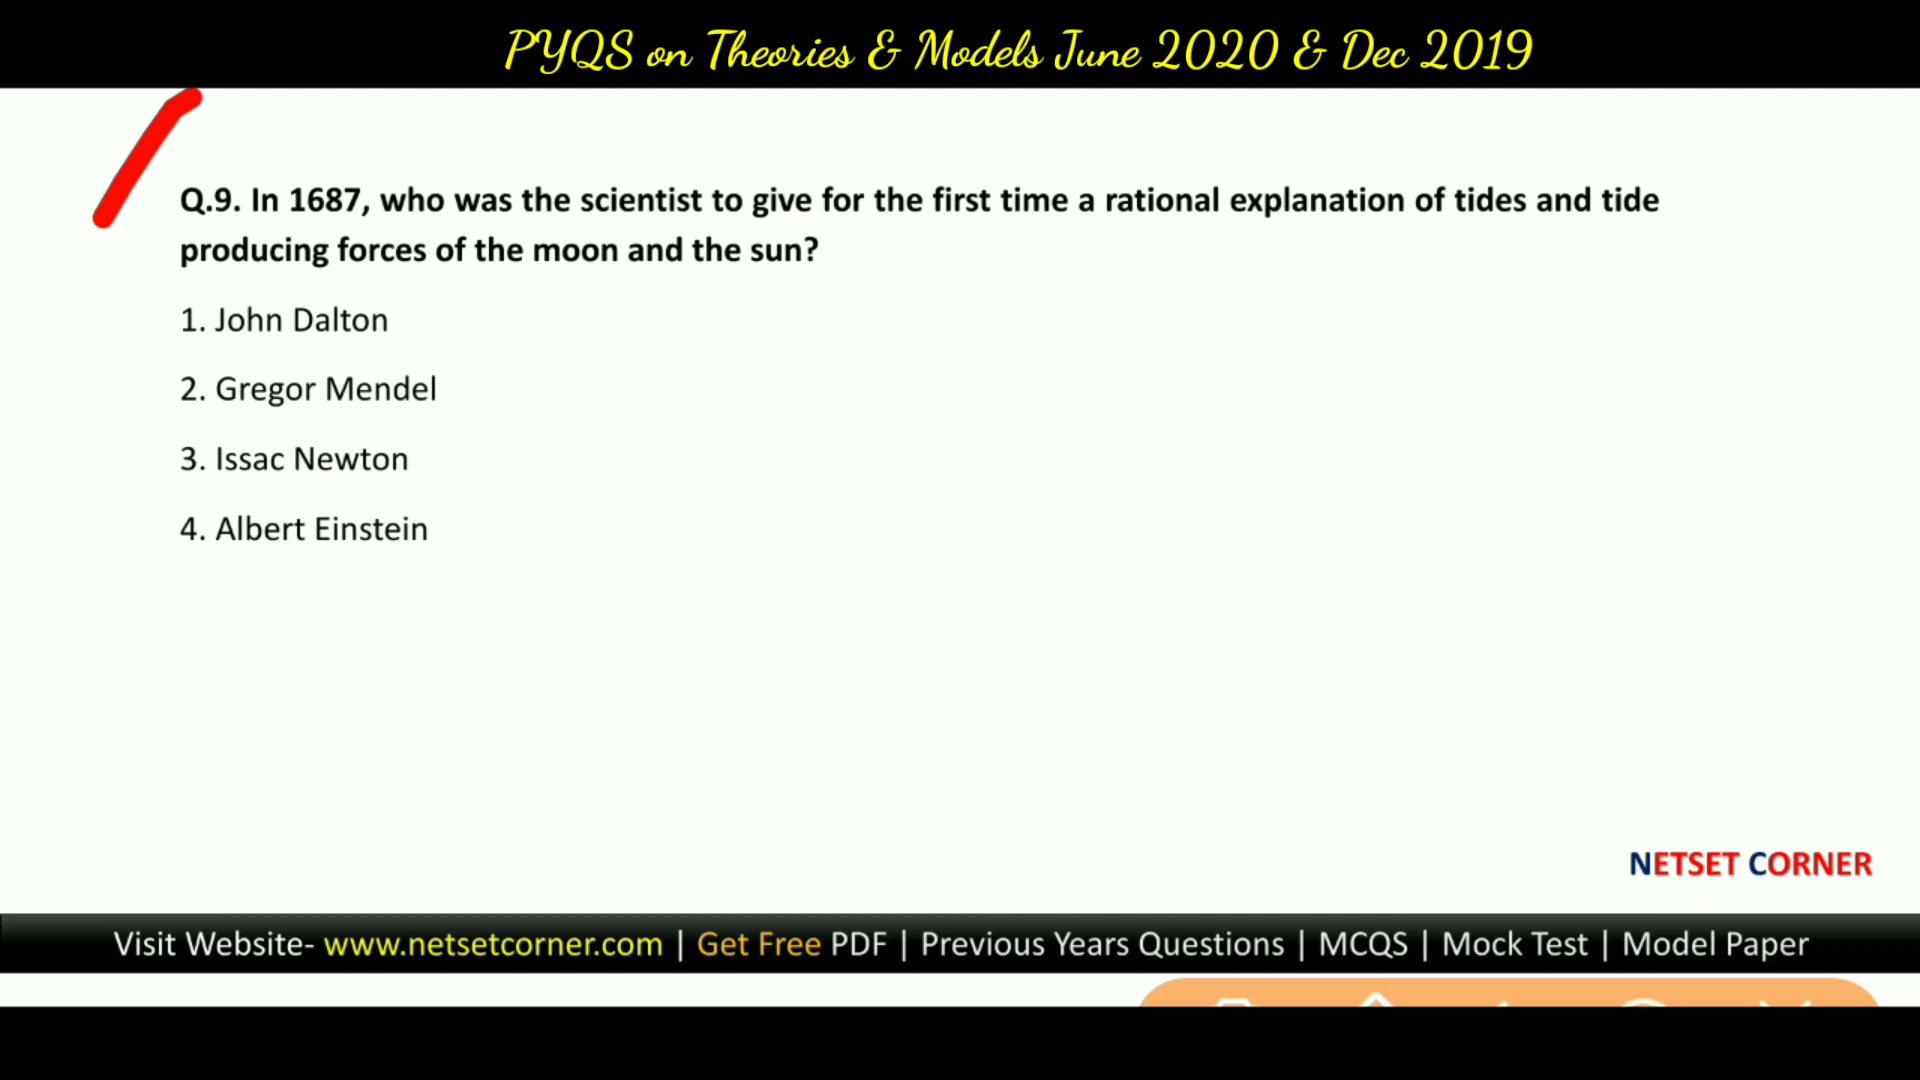 PYQS on Theories & Models June 2020 & Dec 2019
Q.9. In 1687, who was the scientist to give for the first time a rational explanation of tides and tide
producing forces of the moon and the sun?
1. John Dalton
2. Gregor Mendel
3. Issac Newton
4. Albert Einstein
NETSET CORNER
Visit Website- www.netsetcorner.com | Get Free PDF | Previous Years Questions | MCQS | Mock Test | Model Paper